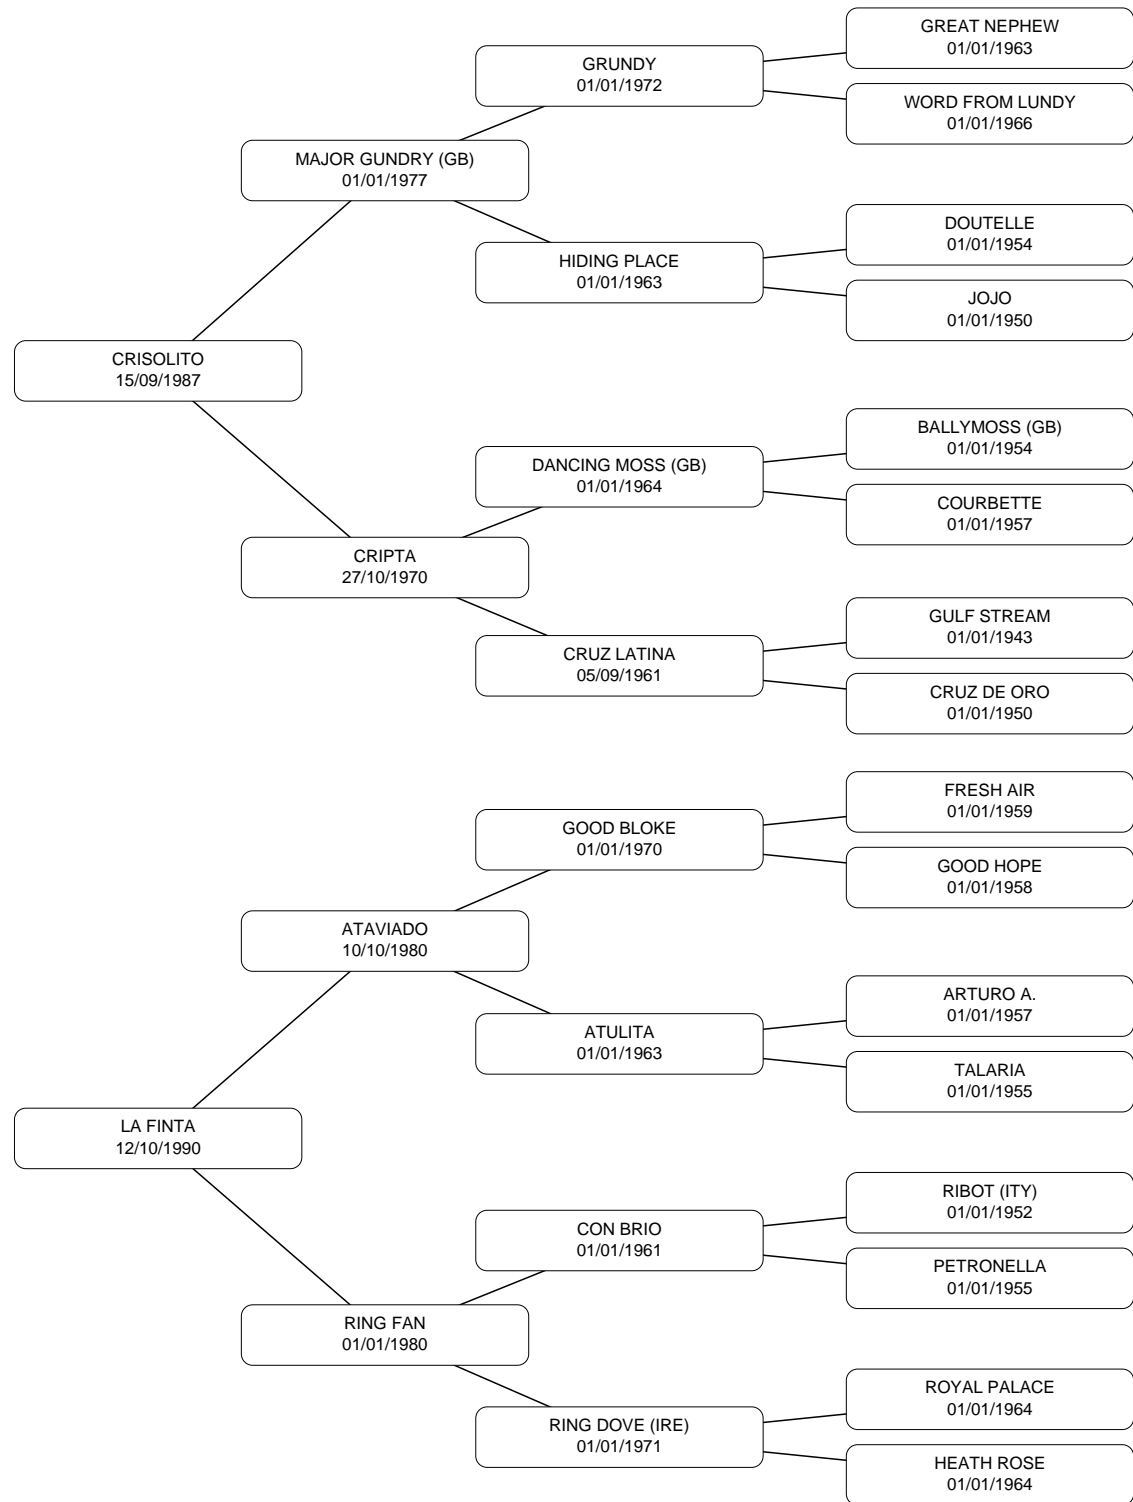 GREAT NEPHEW
01/01/1963
GRUNDY
01/01/1972
WORD FROM LUNDY
01/01/1966
MAJOR GUNDRY (GB)
01/01/1977
DOUTELLE
01/01/1954
HIDING PLACE
01/01/1963
JOJO
01/01/1950
CRISOLITO
15/09/1987
BALLYMOSS (GB)
01/01/1954
DANCING MOSS (GB)
01/01/1964
COURBETTE
01/01/1957
CRIPTA
27/10/1970
GULF STREAM
01/01/1943
CRUZ LATINA
05/09/1961
CRUZ DE ORO
01/01/1950
FRESH AIR
01/01/1959
GOOD BLOKE
01/01/1970
GOOD HOPE
01/01/1958
ATAVIADO
10/10/1980
ARTURO A.
01/01/1957
ATULITA
01/01/1963
TALARIA
01/01/1955
LA FINTA
12/10/1990
RIBOT (ITY)
01/01/1952
CON BRIO
01/01/1961
PETRONELLA
01/01/1955
RING FAN
01/01/1980
ROYAL PALACE
01/01/1964
RING DOVE (IRE)
01/01/1971
HEATH ROSE
01/01/1964